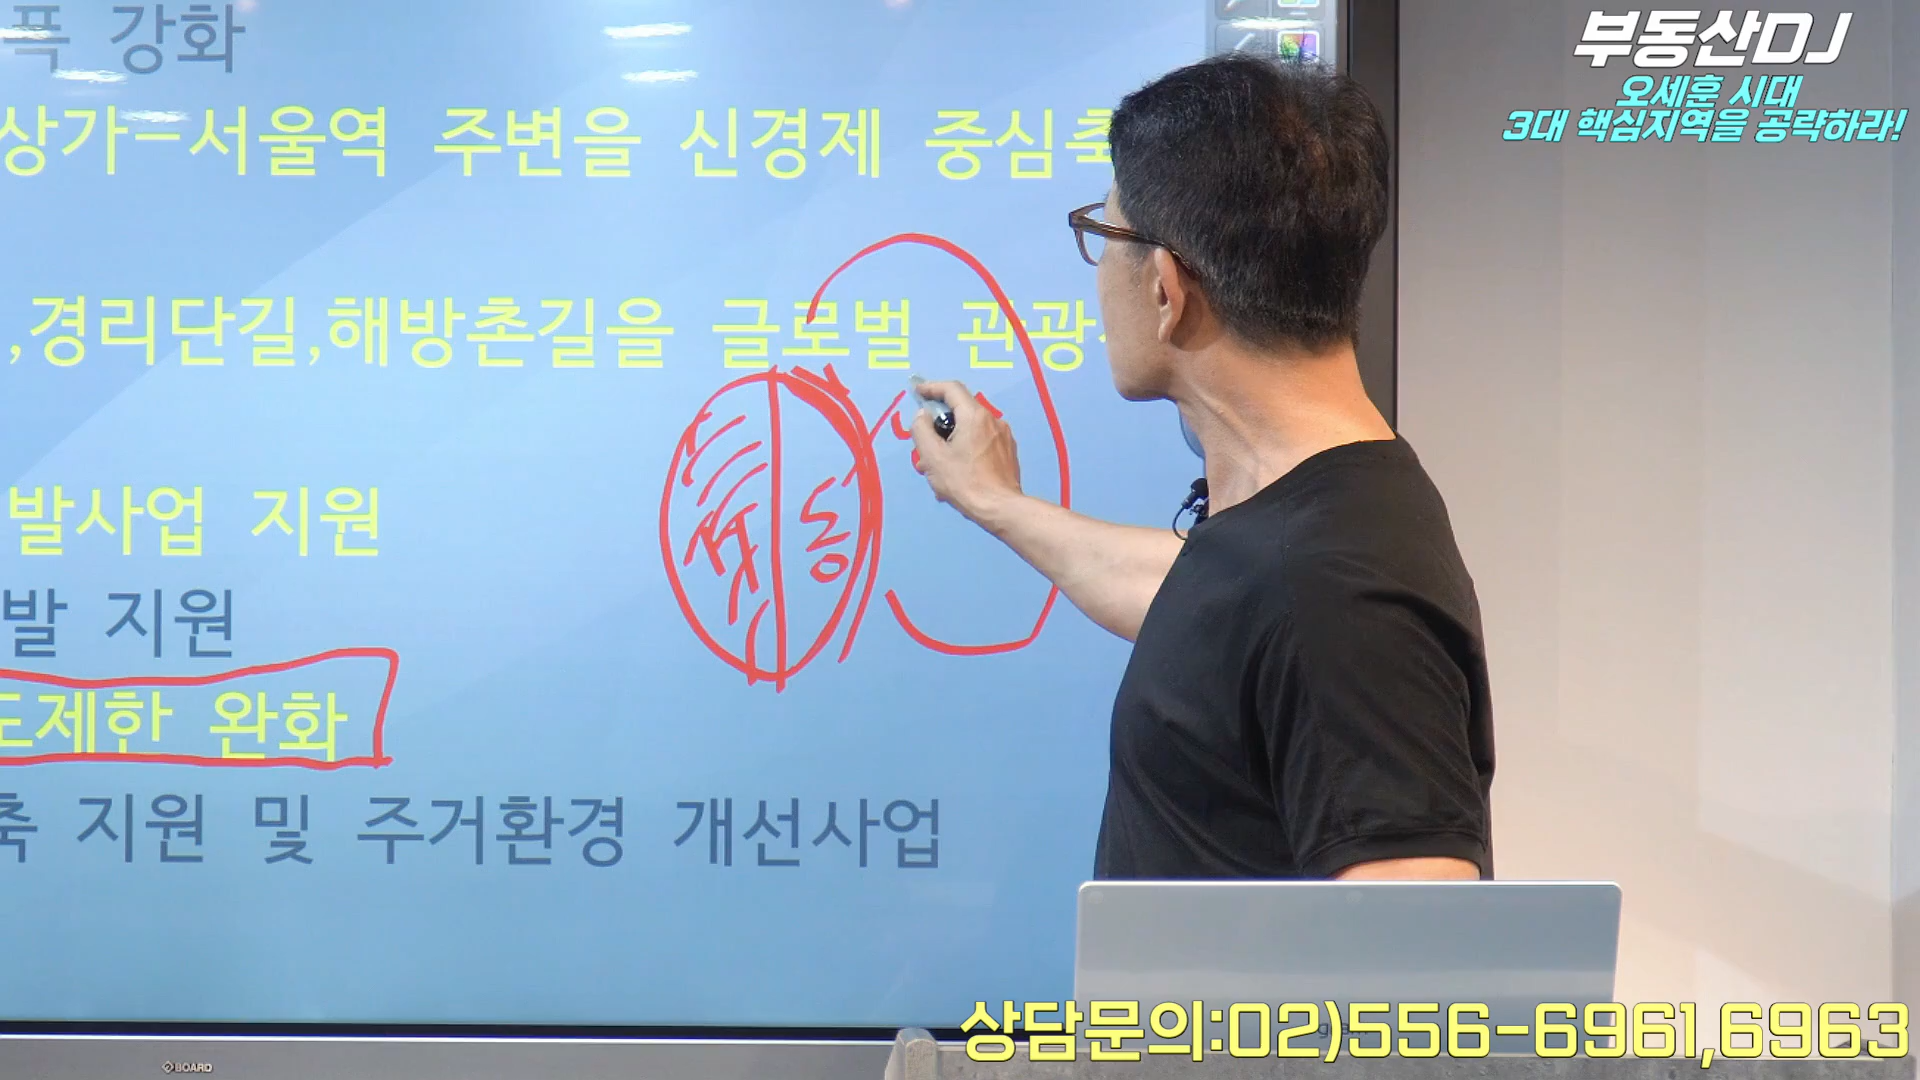 폭 강화
부동산DJ
오세훈 시대
3대 핵심지역을 공략하라!
상가-서울역 주변을 신경제 중심축
,경리단길,해방촌길을 글로벌 관광
발사업 지원
동
발 지원
도제한 완화
축 지원 및 주거환경 개선사업
상담문의:02)556-6961,6963
BOARD